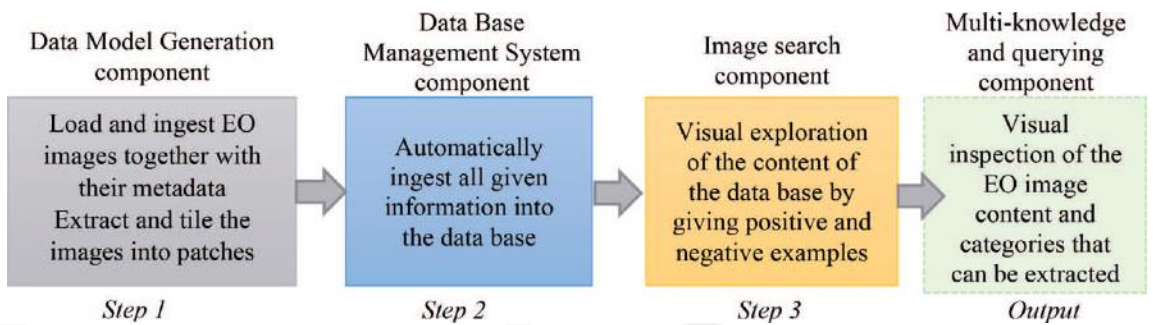 Data Model Generation
component
Load and ingest EO
images together with
their metadata
Extract and tile the
images into patches
Step 1
Data Base
Management System
component
Automatically
ingest all given
information into
the data base
Step 2
Image search
component
Visual exploration
of the content of
the data base by
giving positive and
negative examples
Step 3
Multi-knowledge
and querying
component
Visual
inspection of the
EO image
content and
categories that
can be extracted
Output